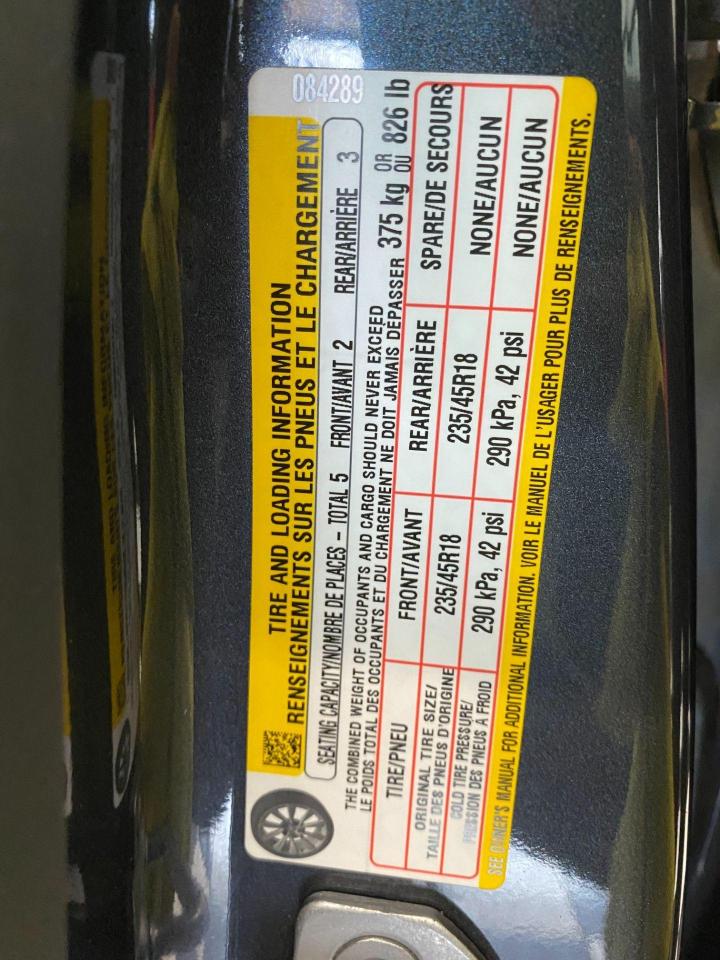 084289
TIRE AND LOADING INFORMATION
RENSEIGNEMENTS SUR LES PNEUS ET LE CHARGEMENT
SEATING CAPACITY/NOMBRE DE PLACES – TOTAL 5 FRONT/AVANT 2 REAR/ARRIÈRE 3
THE COMBINED WEIGHT OF OCCUPANTS AND CARGO SHOULD NEVER EXCEED
LE POIDS TOTAL DES OCCUPANTS ET DU CHARGEMENT NE DOIT JAMAIS DÉPASSER 375 kg OR OU 826 lb
TIRE/PNEU FRONT/AVANT REAR/ARRIÈRE SPARE/DE SECOURS
ORIGINAL TIRE SIZE/
TAILLE DES PNEUS D'ORIGINE 235/45R18 235/45R18 NONE/AUCUN
COLD TIRE PRESSURE/
PRESSION DES PNEUS À FROID 290 kPa, 42 psi 290 kPa, 42 psi NONE/AUCUN
SEE OWNER'S MANUAL FOR ADDITIONAL INFORMATION. VOIR LE MANUEL DE L'USAGER POUR PLUS DE RENSEIGNEMENTS.